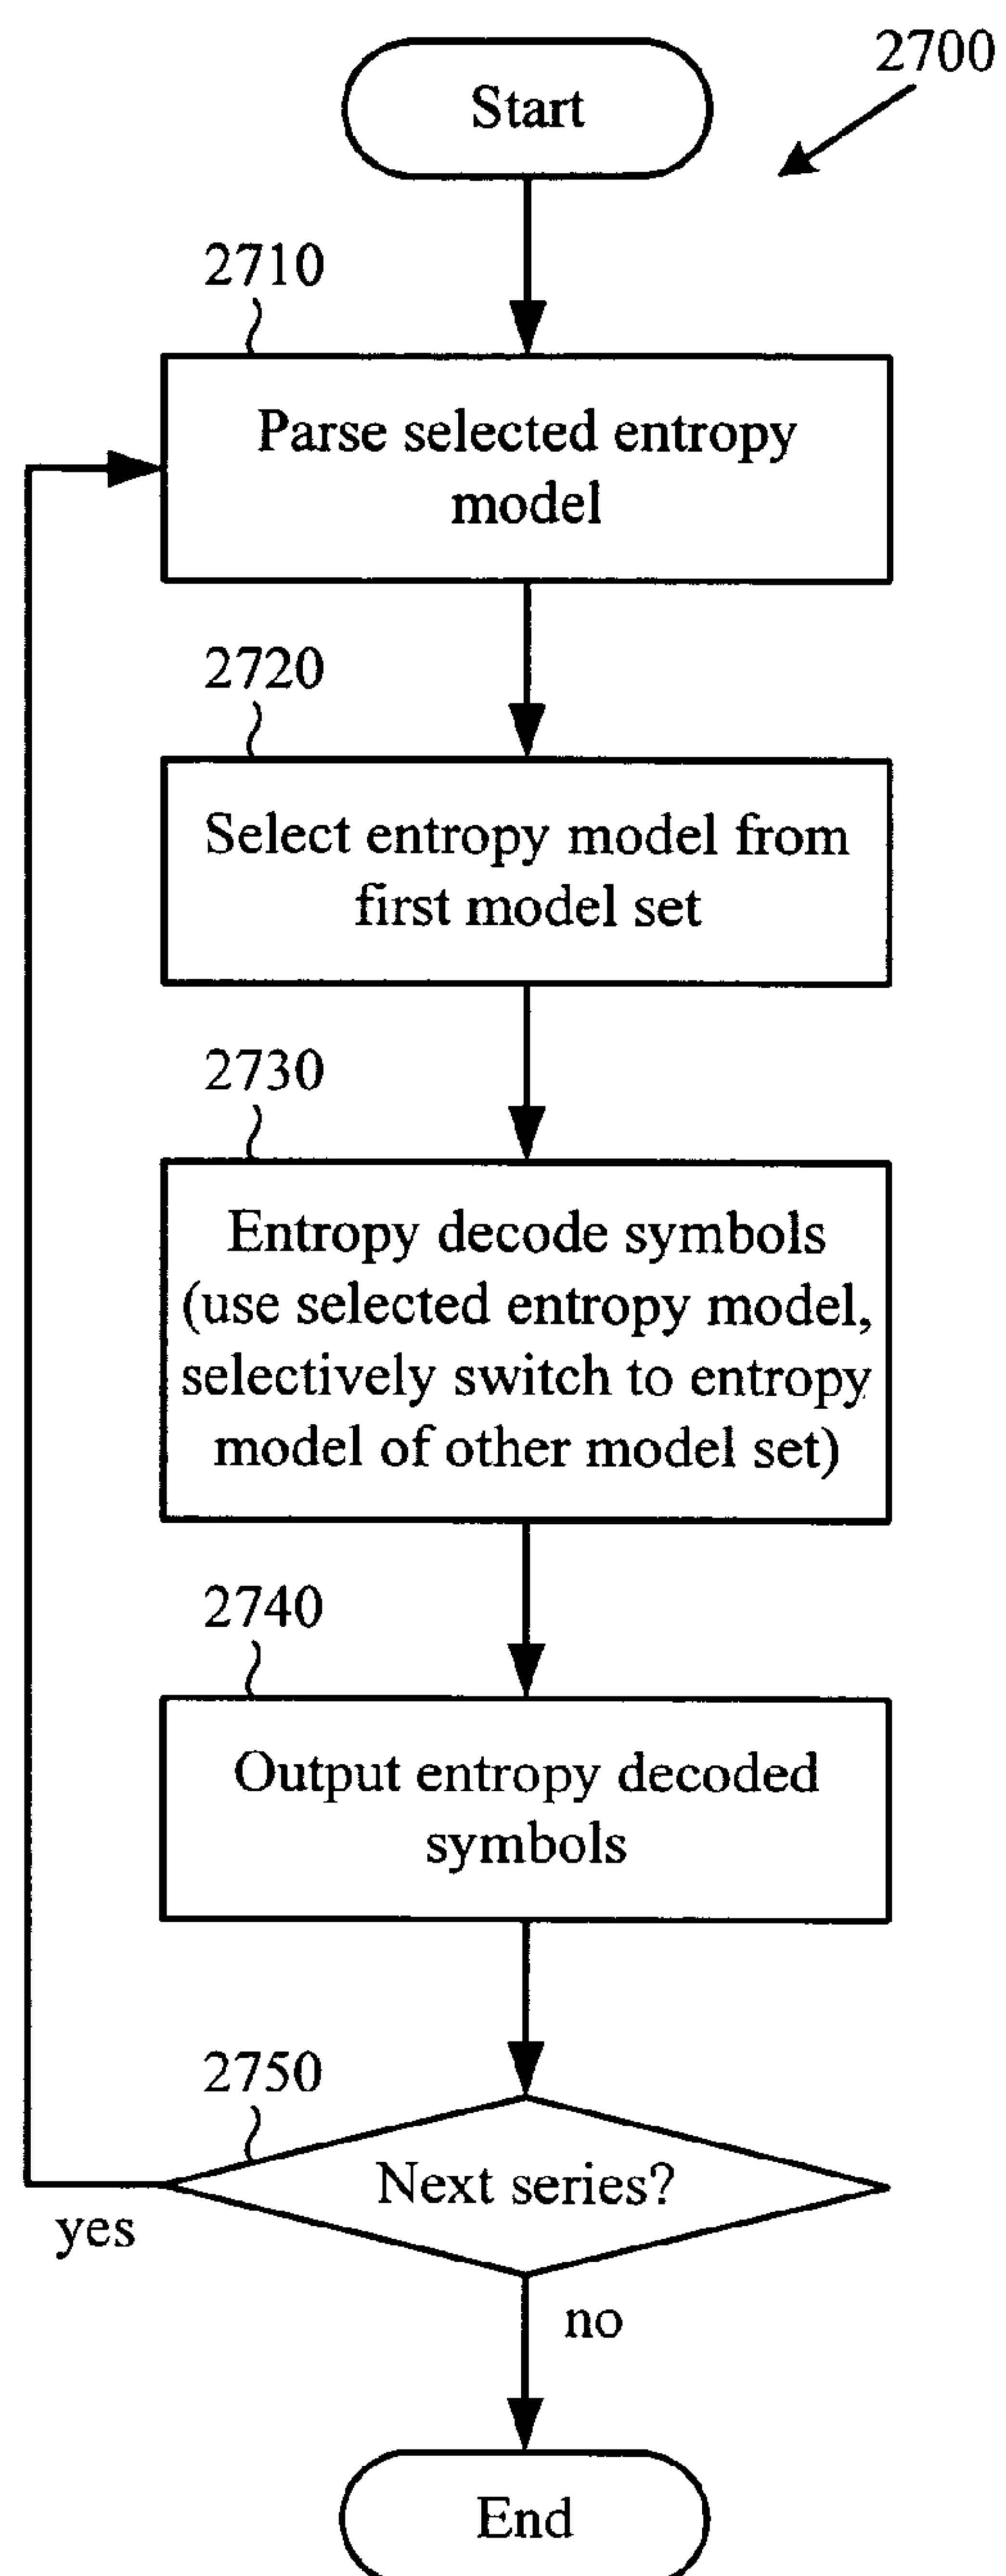 2700
Start
2710
Parse selected entropy
model
2720
Select entropy model from
first model set
2730
Entropy decode symbols
(use selected entropy model,
selectively switch to entropy
model of other model set)
2740
Output entropy decoded
symbols
2750
Next series?
yes
no
End